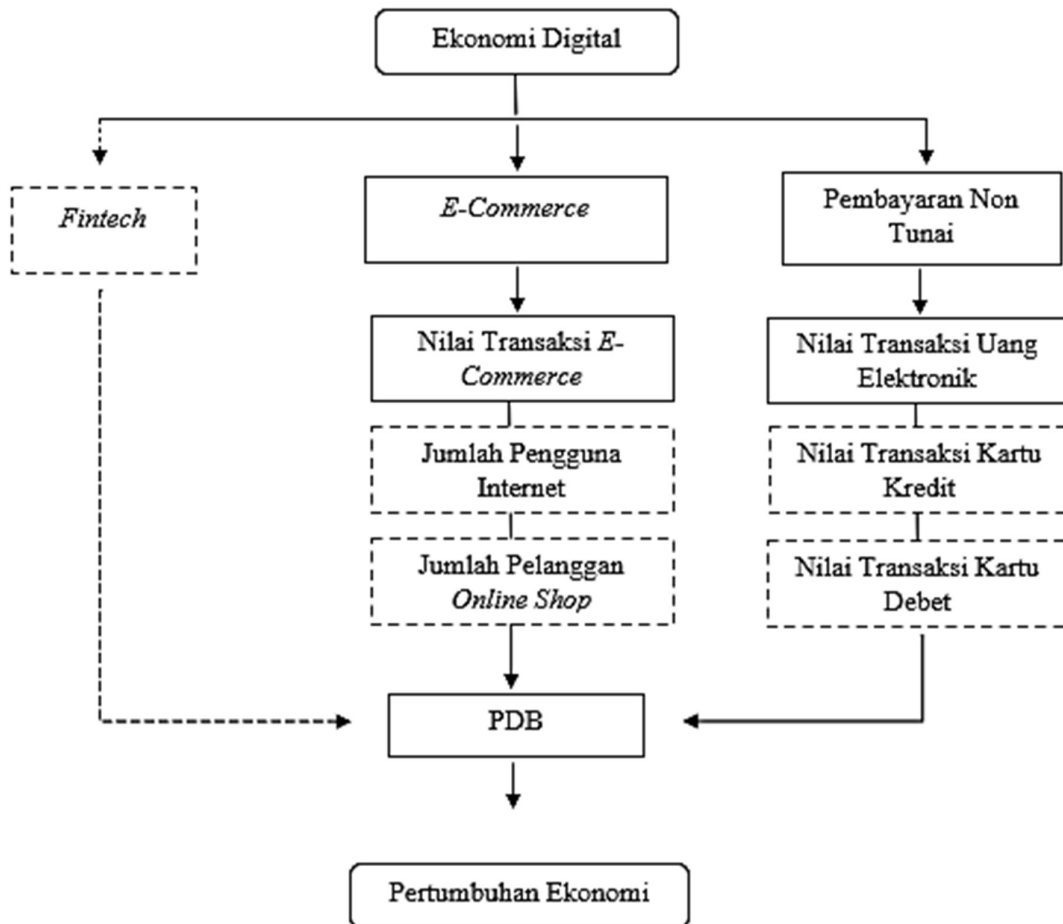 Ekonomi Digital
Fintech
E-Commerce
Pembayaran Non
Tunai
Nilai Transaksi E-
Commerce
Nilai Transaksi Uang
Elektronik
Jumlah Pengguna
Internet
Nilai Transaksi Kartu
Kredit
Jumlah Pelanggan
Online Shop
Nilai Transaksi Kartu
Debet
PDB
Pertumbuhan Ekonomi